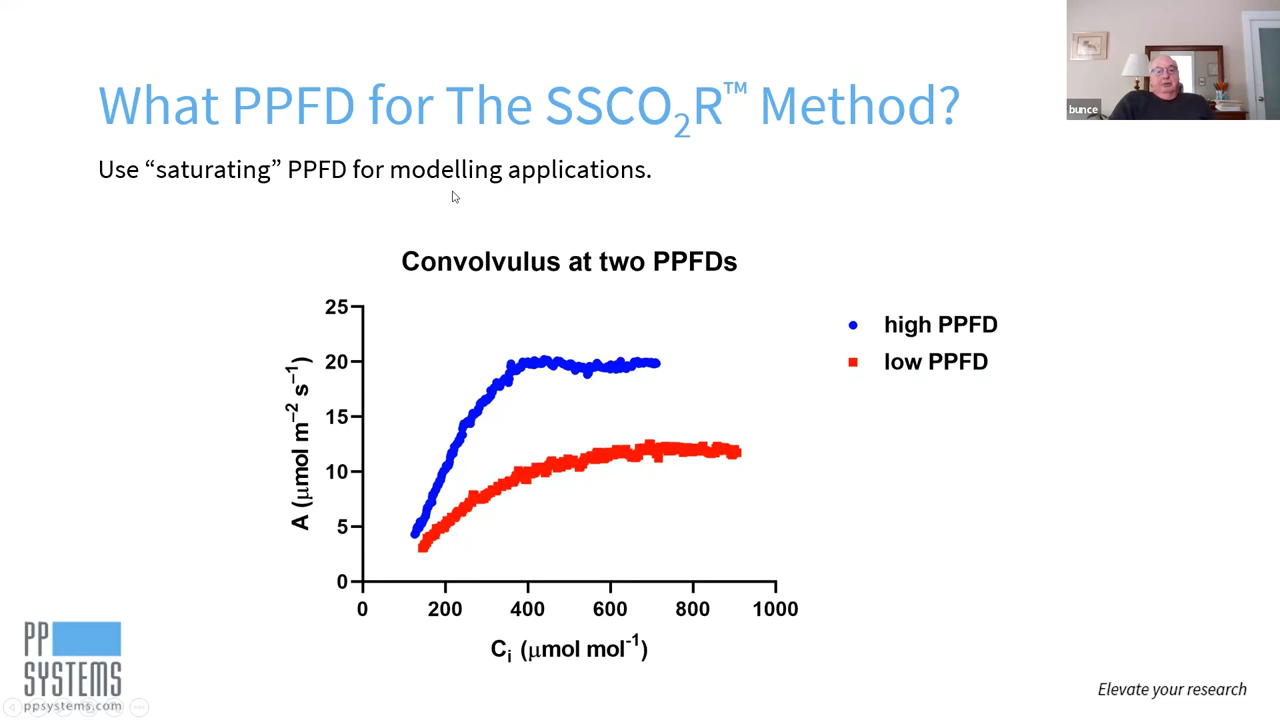 What PPFD for The SSCO₂R™ Method?
bunce
Use “saturating” PPFD for modelling applications.
Convolvulus at two PPFDs
high PPFD
low PPFD
A (μmol m⁻² s⁻¹)
25
20
15
10
5
0
0 200 400 600 800 1000
Cᵢ (μmol mol⁻¹)
PP
SYSTEMS
ppsystems.com
Elevate your research